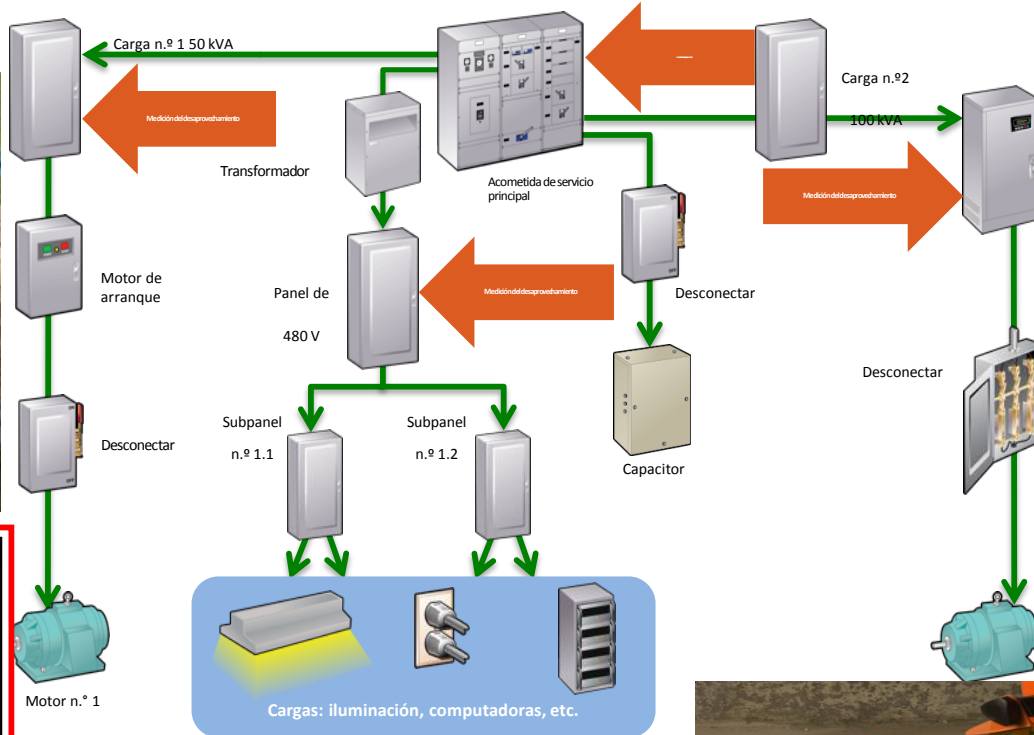 Carga n.º 1 50 kVA
Carga n.º2
100 kVA
Medición del desaprovechamiento
Transformador
Acometida de servicio
principal
Medición del desaprovechamiento
Motor de
arranque
Panel de
480 V
Medición del desaprovechamiento
Desconectar
Desconectar
Desconectar
Subpanel
n.º 1.1
Subpanel
n.º 1.2
Capacitor
Motor n.° 1
Cargas: iluminación, computadoras, etc.